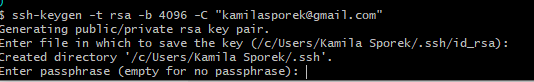 $ ssh-keygen -t rsa -b 4096 -C "kamilasporek@gmail.com"
Generating public/private rsa key pair.
Enter file in which to save the key (/c/Users/Kamila Sporek/.ssh/id_rsa):
Created directory '/c/Users/Kamila Sporek/.ssh'.
Enter passphrase (empty for no passphrase):